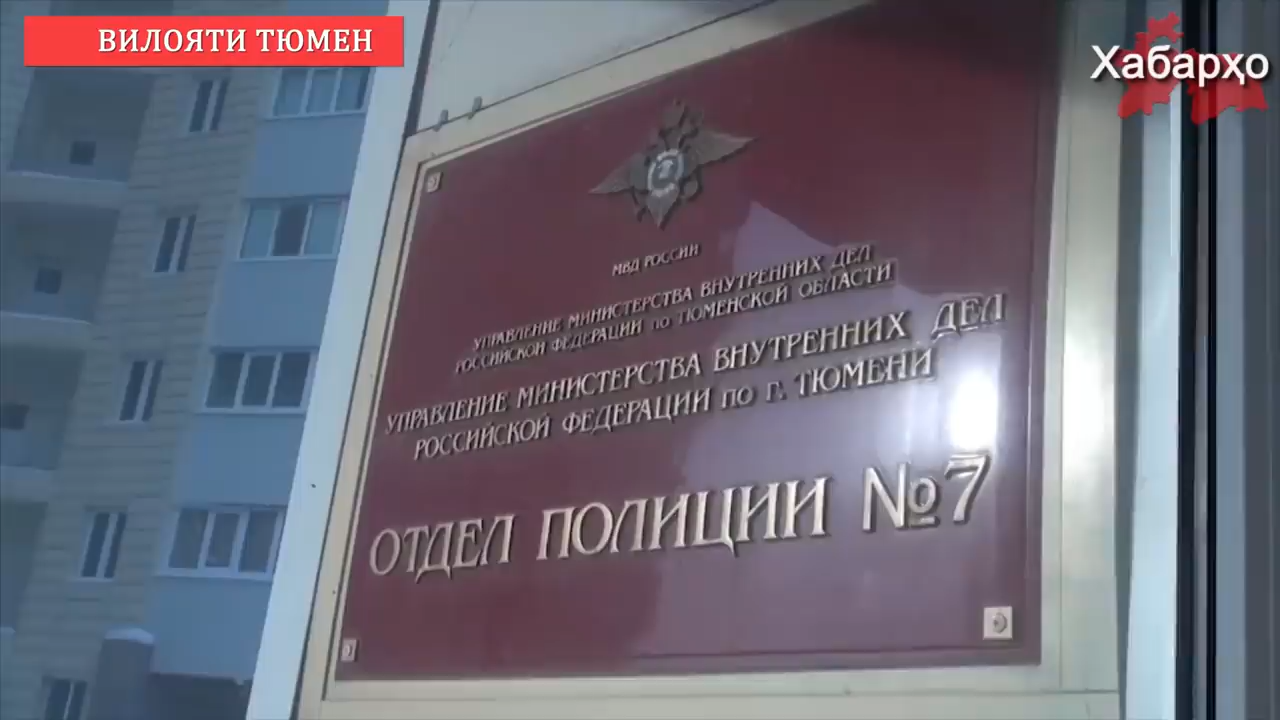 ВИЛОЯТИ ТЮМЕН
Хабарҳо
МВД РОССИИ
УПРАВЛЕНИЕ МИНИСТЕРСТВА ВНУТРЕННИХ ДЕЛ
РОССИЙСКОЙ ФЕДЕРАЦИИ ПО ТЮМЕНСКОЙ ОБЛАСТИ
УПРАВЛЕНИЕ МИНИСТЕРСТВА ВНУТРЕННИХ ДЕЛ
РОССИЙСКОЙ ФЕДЕРАЦИИ ПО Г. ТЮМЕНИ
ОТДЕЛ ПОЛИЦИИ №7